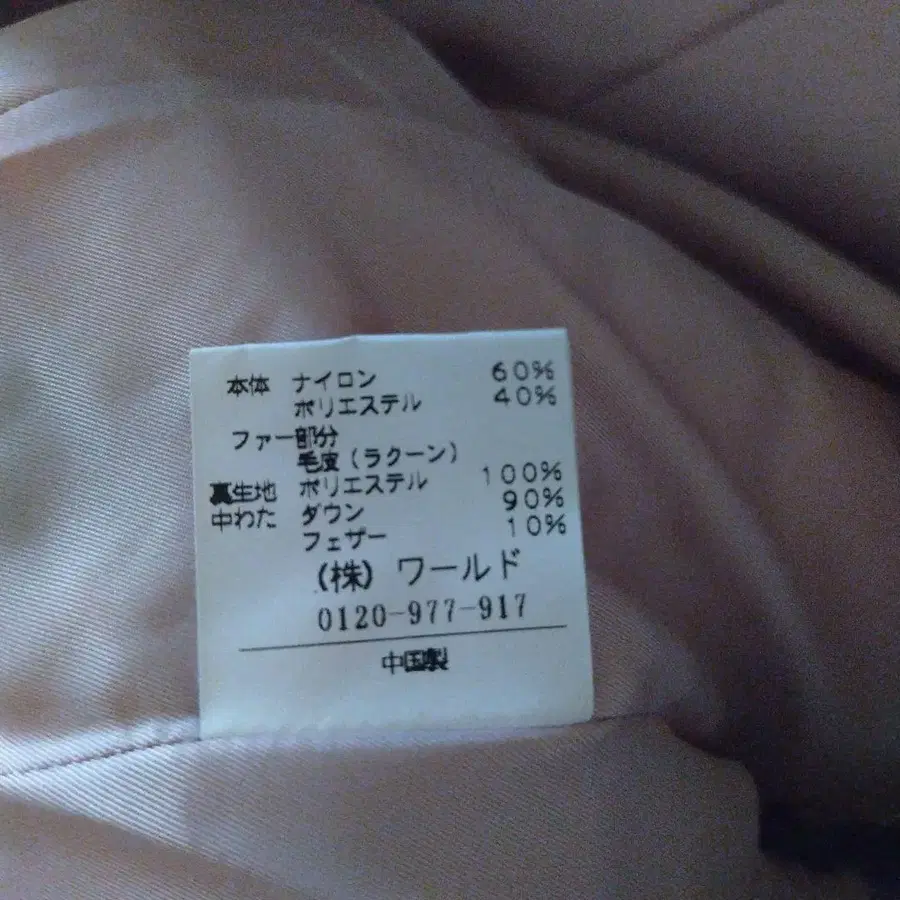 本体 ナイロン 60%
ポリエステル 40%
ファー部分
毛皮(ラクーン)
裏生地 ポリエステル 100%
中わた ダウン 90%
フェザー 10%
(株) ワールド
0120-977-917
中国製